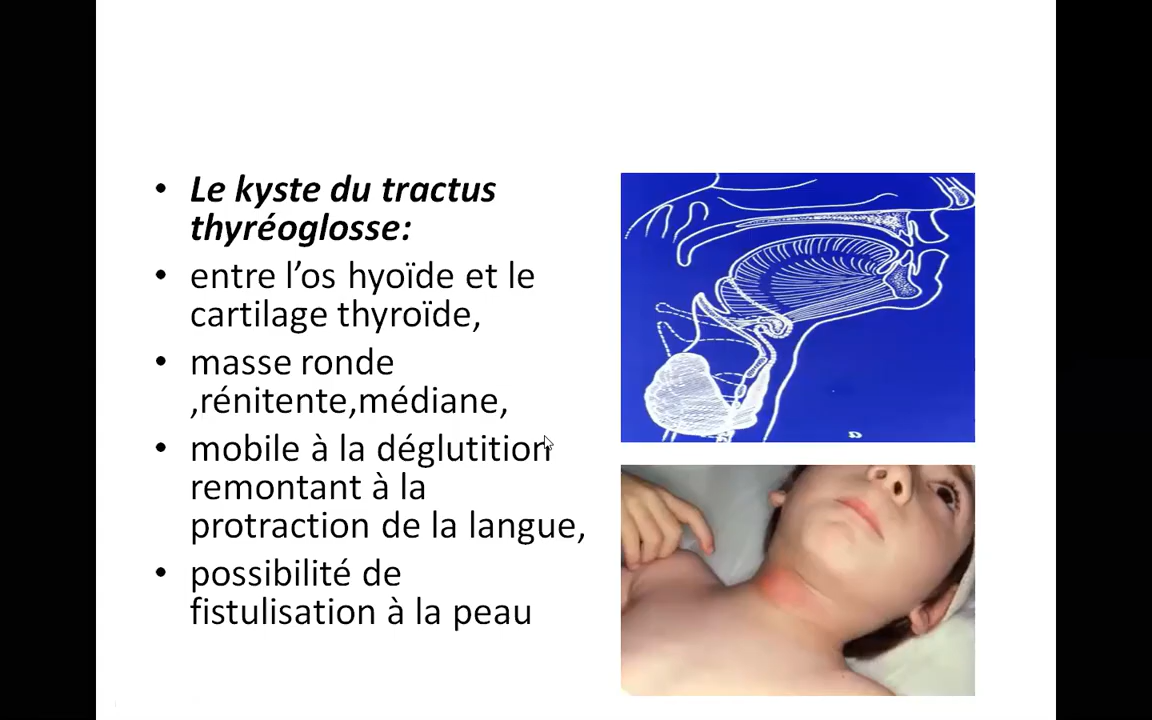 • Le kyste du tractus
thyréoglosse:
• entre l’os hyoïde et le
cartilage thyroïde,
• masse ronde
,rénitente,médiane,
• mobile à la déglutition
remontant à la
protraction de la langue,
• possibilité de
fistulisation à la peau